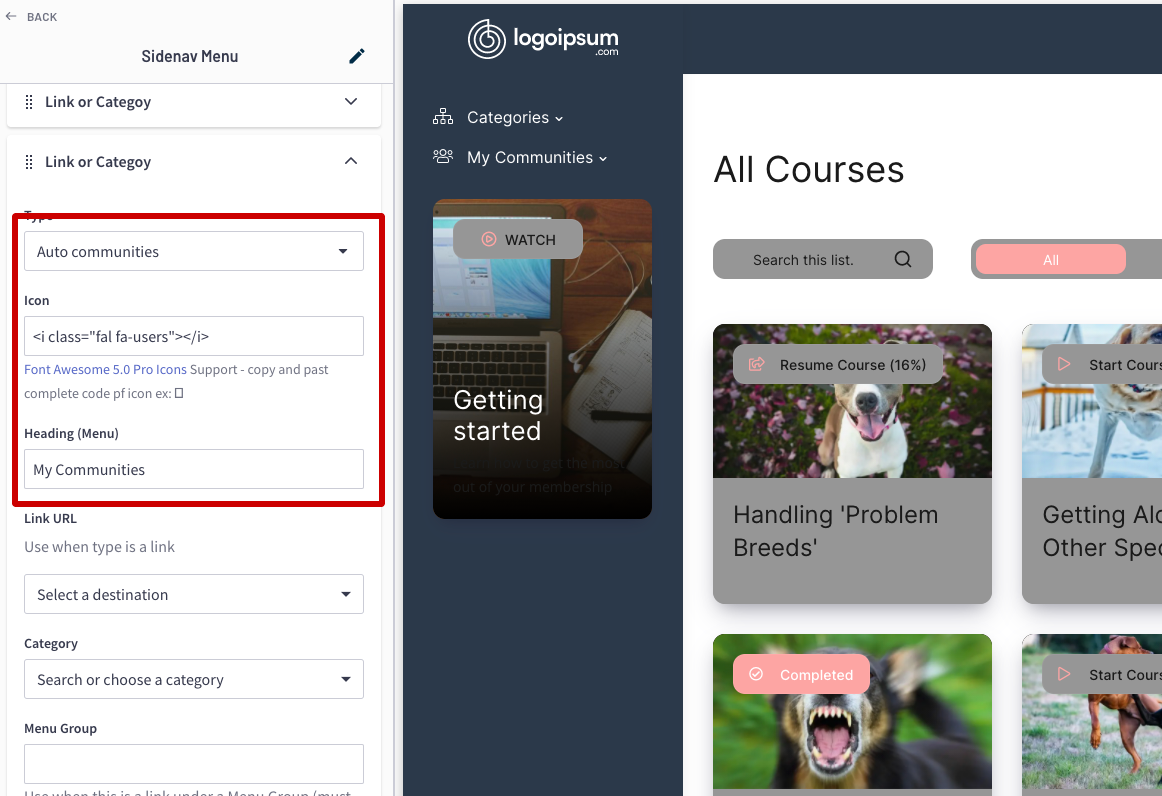 BACK
Sidenav Menu
Link or Categoy
Link or Categoy
Type
Auto communities
Icon
<i class="fal fa-users"></i>
Font Awesome 5.0 Pro Icons Support - copy and past
complete code pf icon ex:
Heading (Menu)
My Communities
Link URL
Use when type is a link
Select a destination
Category
Search or choose a category
Menu Group
Use when this is a link under a Menu Group (must
logoipsum
.com
Categories
My Communities
WATCH
Getting
started
to get the most
out of your membership
All Courses
Search this list.
All
Resume Course (16%)
Handling 'Problem
Breeds'
Start Cours
Getting Alo
Other Spec
Completed
Start Cours